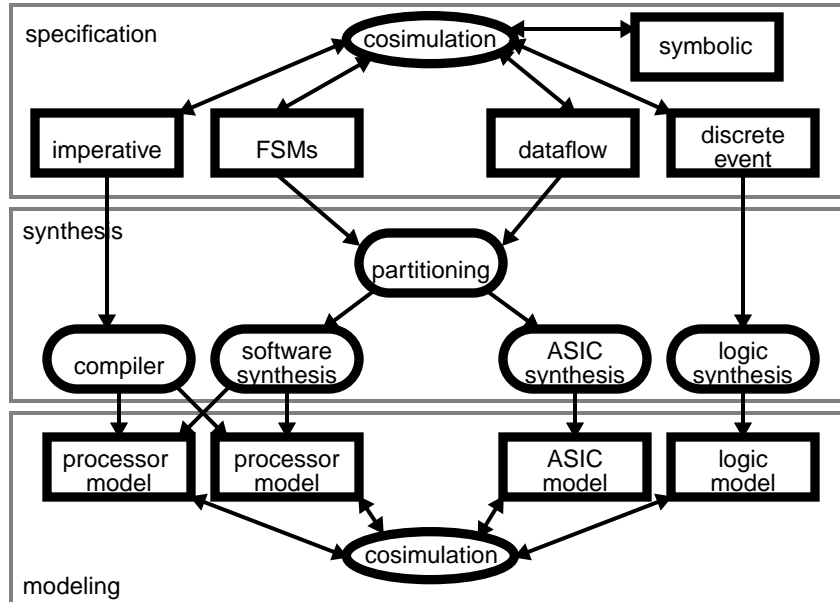 specification
cosimulation
symbolic
imperative
FSMs
dataflow
discrete
event
synthesis
partitioning
compiler
software
synthesis
ASIC
synthesis
logic
synthesis
processor
model
processor
model
ASIC
model
logic
model
cosimulation
modeling